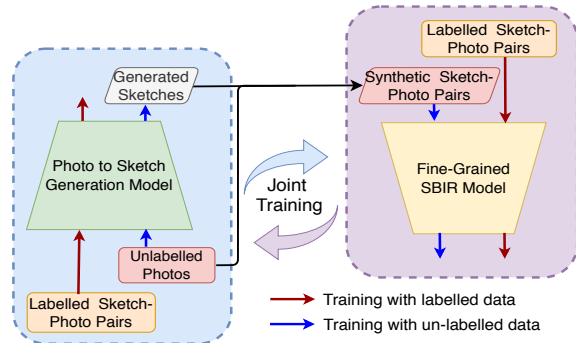 Generated
Sketches
Photo to Sketch
Generation Model
Unlabelled
Photos
Labelled Sketch-
Photo Pairs
Joint
Training
Labelled Sketch-
Photo Pairs
Synthetic Sketch-
Photo Pairs
Fine-Grained
SBIR Model
Training with labelled data
Training with un-labelled data